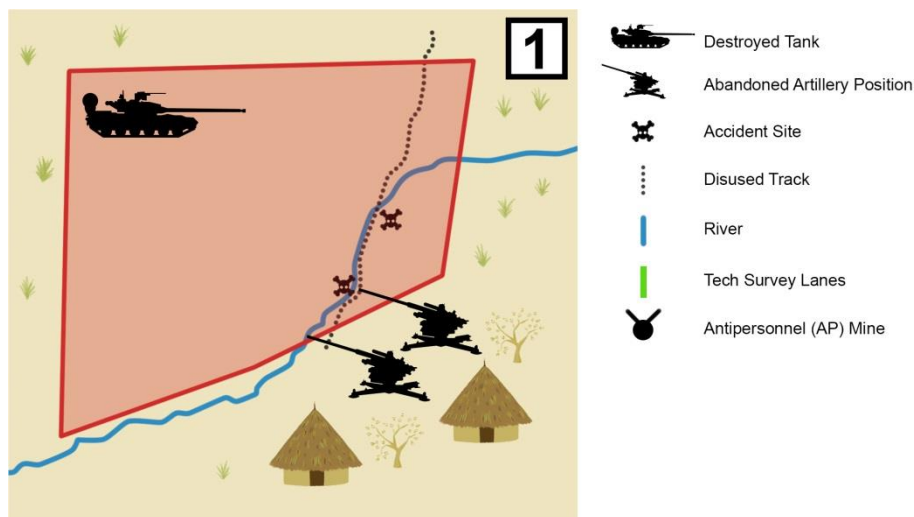 1
Destroyed Tank
Abandoned Artillery Position
Accident Site
Disused Track
River
Tech Survey Lanes
Antipersonnel (AP) Mine